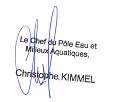 Le Chef du Pôle Eau et
Milieux Aquatiques,
Christophe KIMMEL